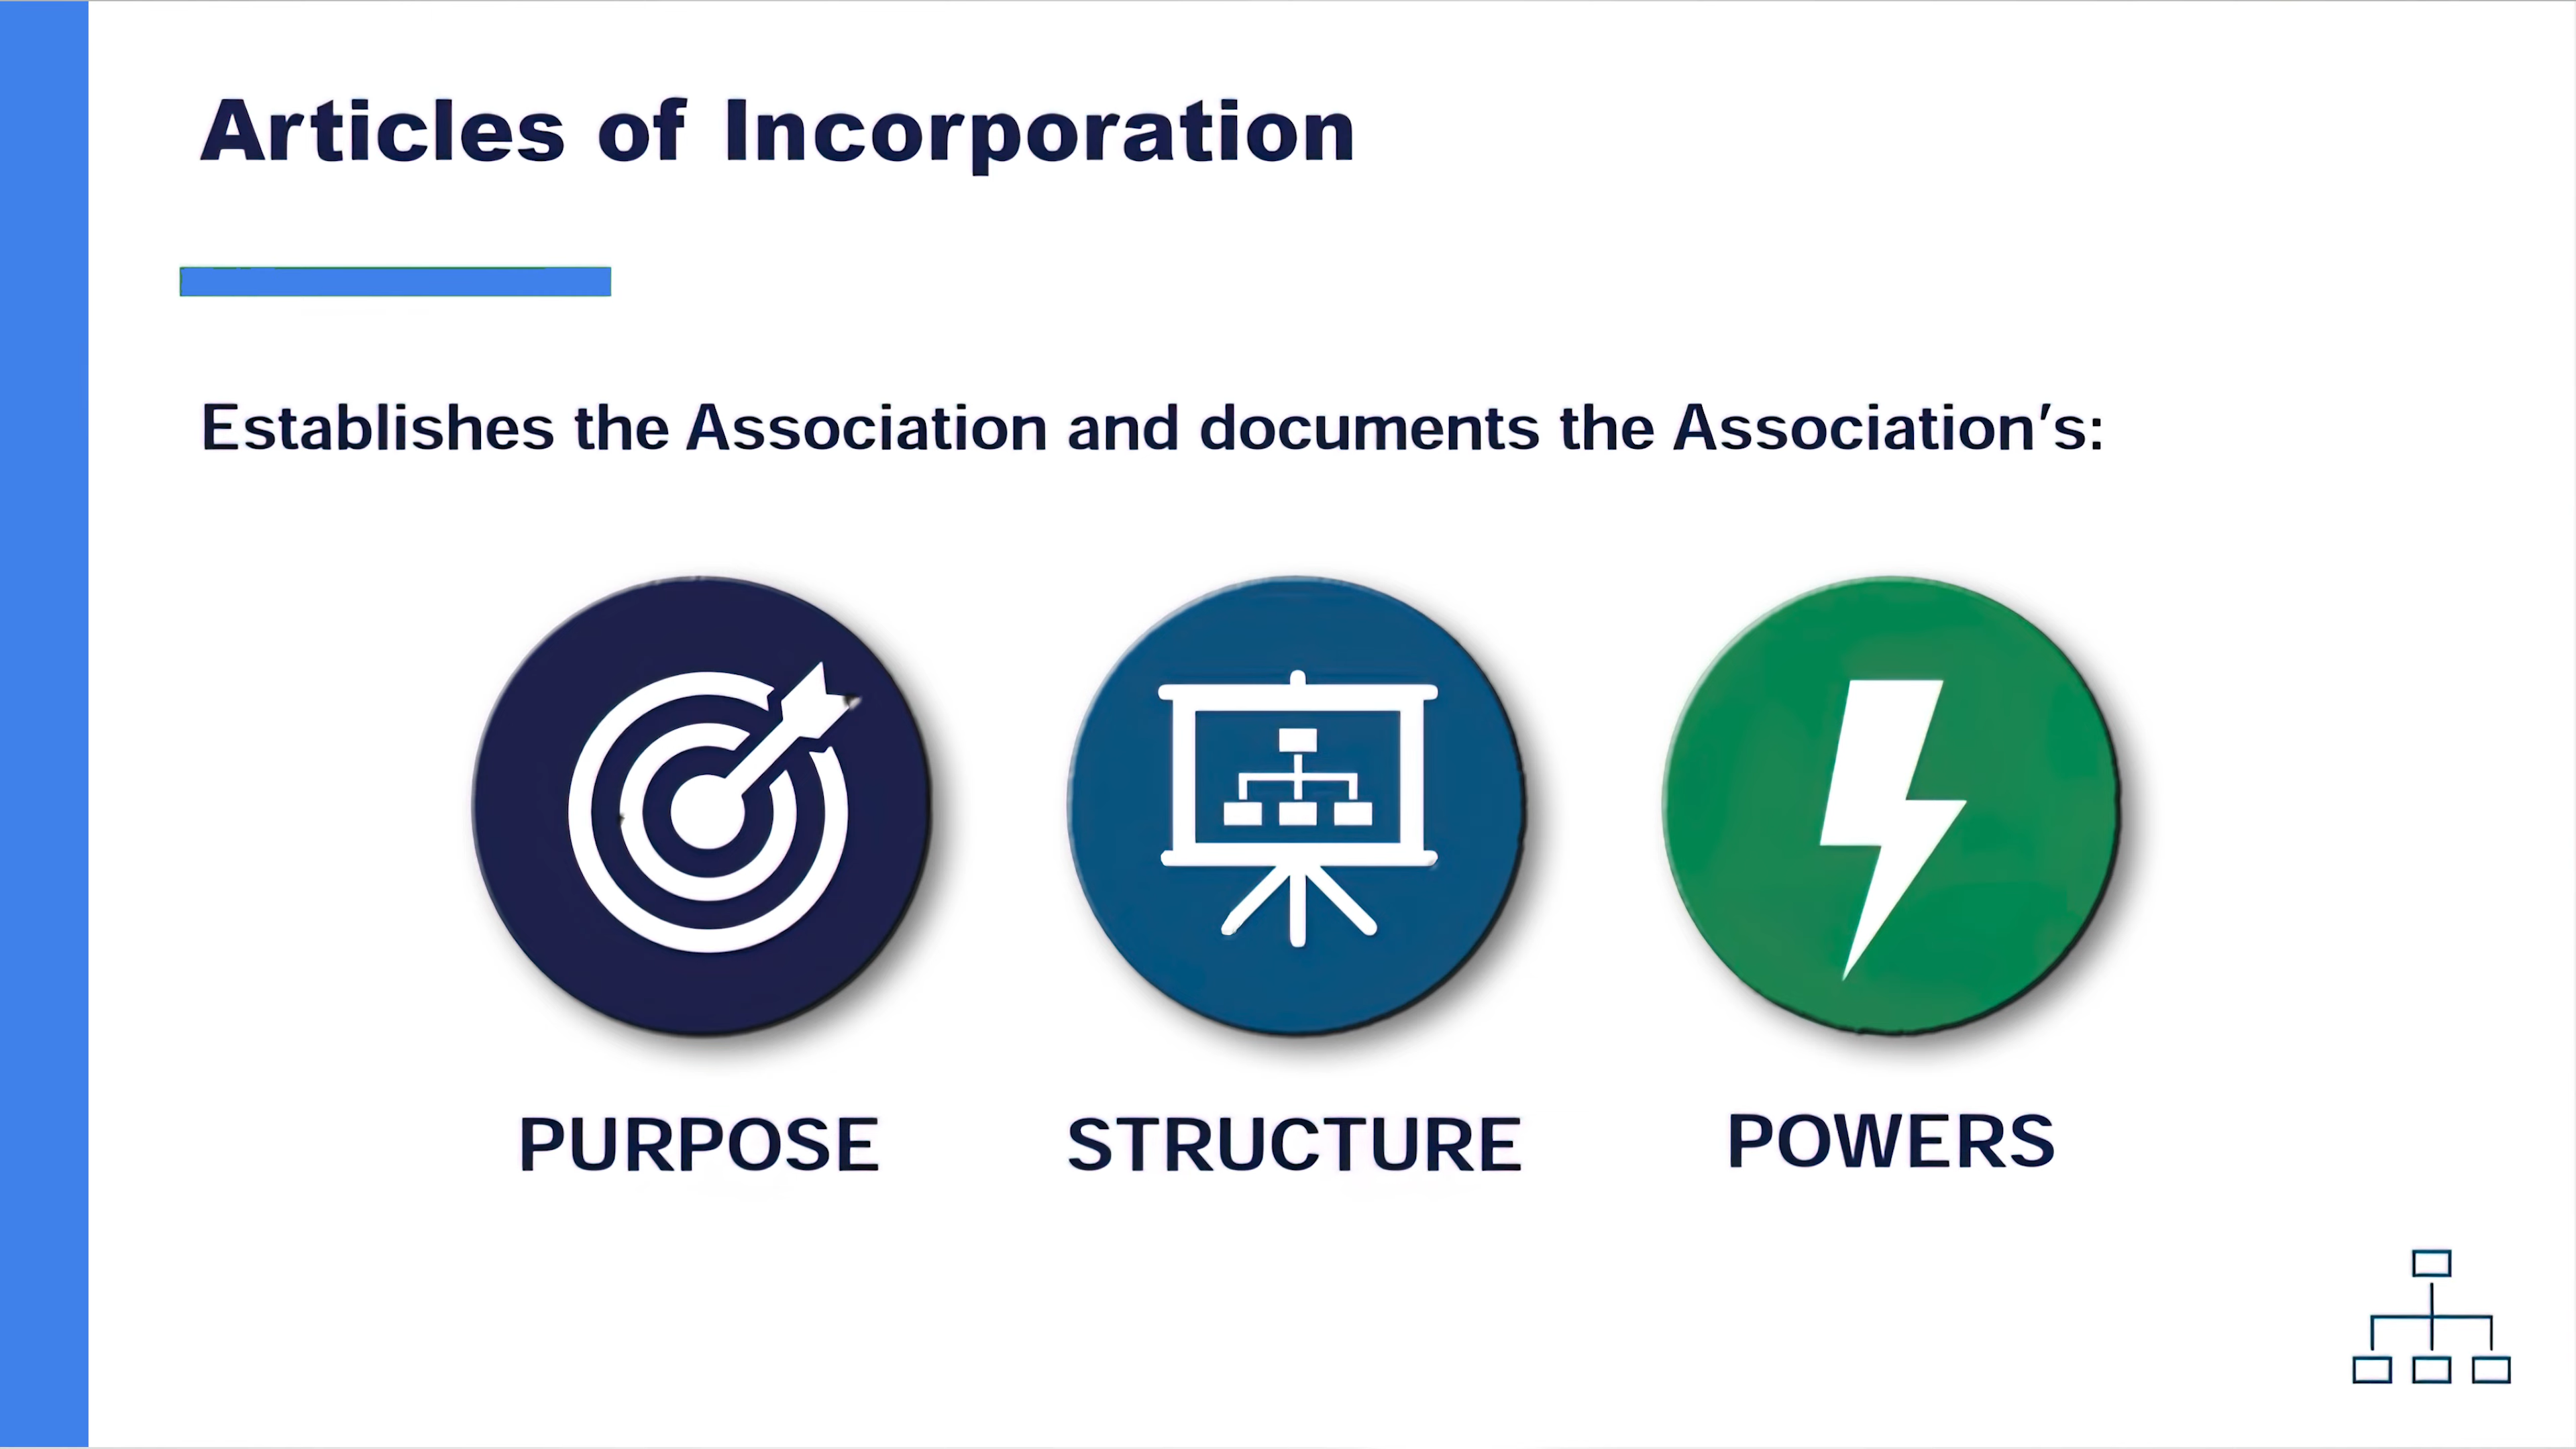 Articles of Incorporation
Establishes the Association and documents the Association’s:
PURPOSE
STRUCTURE
POWERS